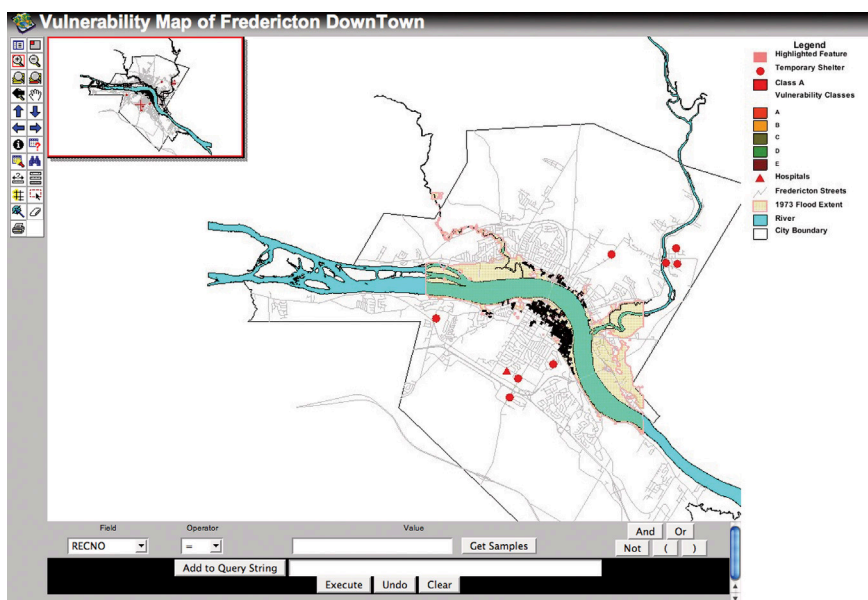 Vulnerability Map of Fredericton DownTown
Legend
Highlighted Feature
Temporary Shelter
Class A
Vulnerability Classes
A
B
C
D
E
Hospitals
Fredericton Streets
1973 Flood Extent
River
City Boundary
Field Operator Value
RECNO = Get Samples
And Or
Not ( )
Add to Query String
Execute Undo Clear